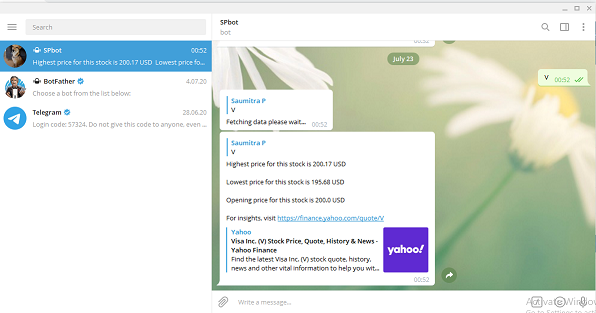 Search
SPbot
00:52
Highest price for this stock is 200.17 USD Lowest price fo...
BotFather
4.07.20
Choose a bot from the list below:
Telegram
28.06.20
Login code: 57324. Do not give this code to anyone, even ...
SPbot
bot
00:52
July 23
V 00:52
Saumitra P
V
Fetching data please wait... 00:52
Saumitra P
V
Highest price for this stock is 200.17 USD
Lowest price for this stock is 195.68 USD
Opening price for this stock is 200.0 USD
For insights, visit https://finance.yahoo.com/quote/V
Yahoo
Visa Inc. (V) Stock Price, Quote, History & News -
Yahoo Finance
Find the latest Visa Inc. (V) stock quote, history,
news and other vital information to help you wit...
yahoo!
00:52
Write a message...
Activate Window
Go to Settings to acti